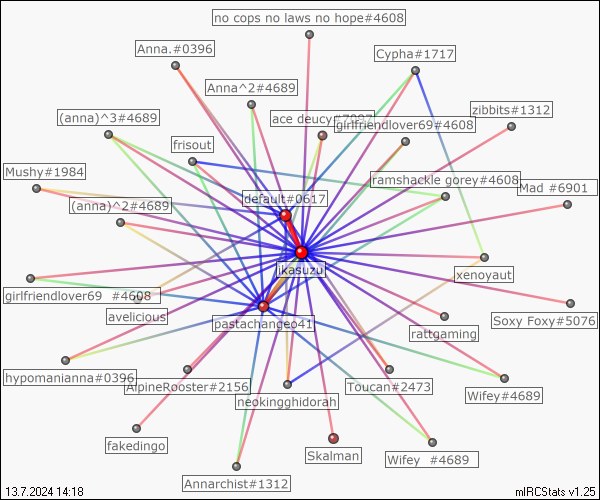 no cops no laws no hope#4608
Anna.#0396
Cypha#1717
Anna^2#4689
zibbits#1312
(anna)^3#4689
ace deucy
girlfriendlover69#4608
frisout
Mushy#1984
ramshackle gorey#4608
Mad #6901
default#0617
(anna)^2#4689
ikasuzu
xenoyaut
girlfriendlover69 #4608
avelicious
Soxy Foxy#5076
pastachangeo41
rattgaming
hypomanianna#0396
AlpineRooster#2156
Toucan#2473
neokingghidorah
Wifey#4689
fakedingo
Skalman
Wifey #4689
Annarchist#1312
13.7.2024 14:18
mIRCStats v1.25